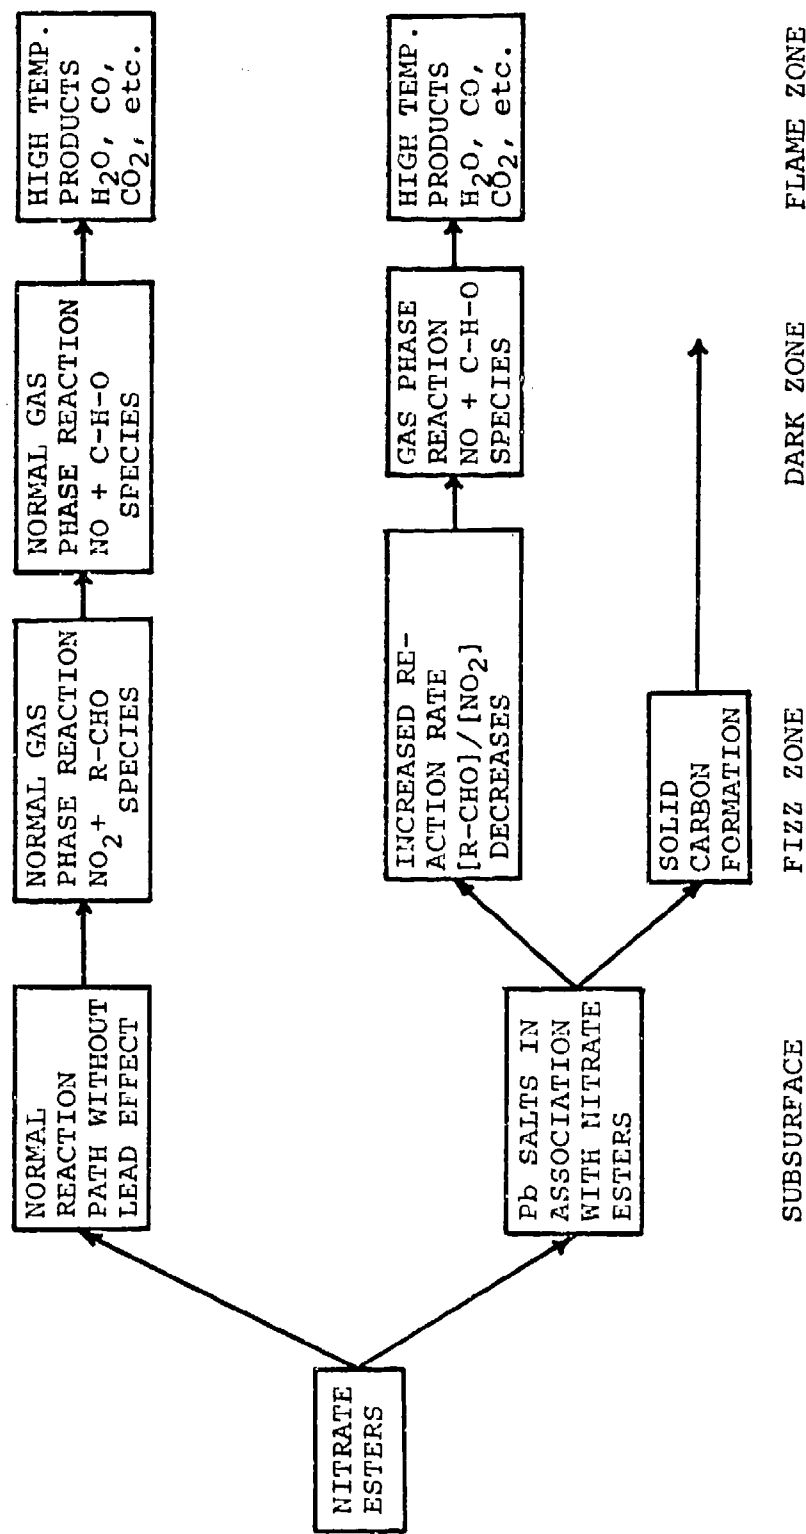 NITRATE
ESTERS
NORMAL
REACTION
PATH WITHOUT
LEAD EFFECT
NORMAL GAS
PHASE REACTION
NO₂+ R-CHO
SPECIES
NORMAL GAS
PHASE REACTION
NO + C-H-O
SPECIES
HIGH TEMP.
PRODUCTS
H₂O, CO,
CO₂, etc.
Pb SALTS IN
ASSOCIATION
WITH NITRATE
ESTERS
INCREASED RE-
ACTION RATE
[R-CHO]/[NO₂]
DECREASES
GAS PHASE
REACTION
NO + C-H-O
SPECIES
HIGH TEMP.
PRODUCTS
H₂O, CO,
CO₂, etc.
SOLID
CARBON
FORMATION
SUBSURFACE
FIZZ ZONE
DARK ZONE
FLAME ZONE